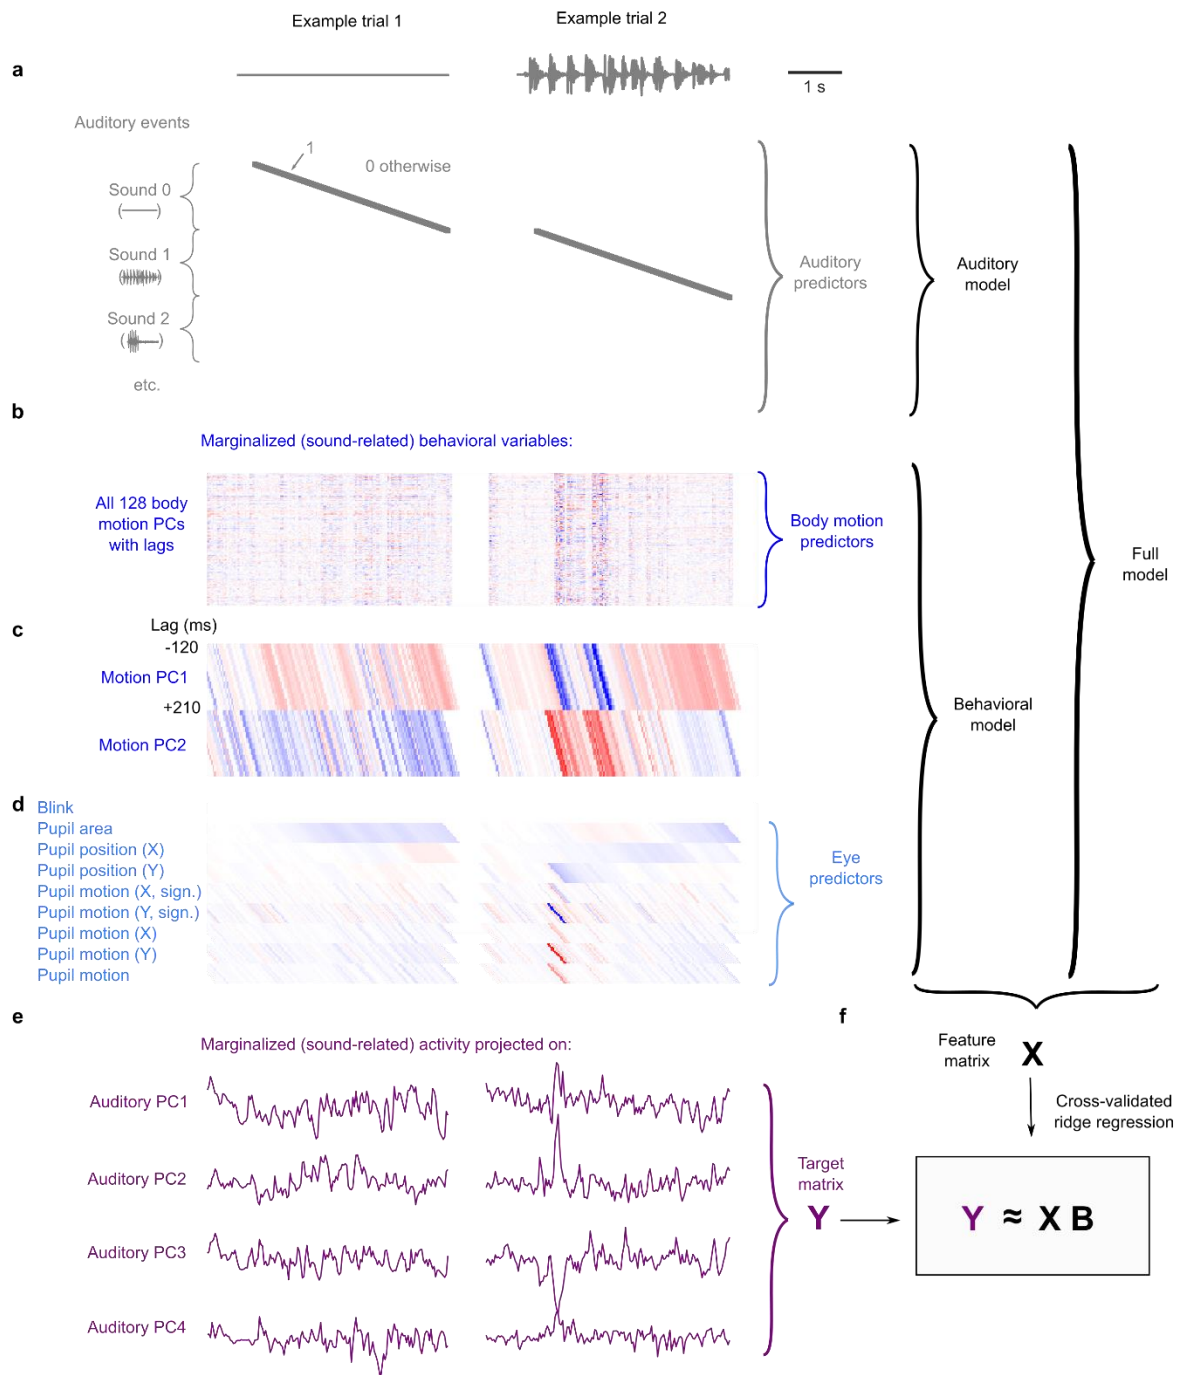 Example trial 1
Example trial 2
a
1 s
Auditory events
1
0 otherwise
Sound 0
(        )
Sound 1
(        )
Sound 2
(        )
etc.
Auditory
predictors
Auditory
model
b
Marginalized (sound-related) behavioral variables:
All 128 body
motion PCs
with lags
Body motion
predictors
Full
model
c
Lag (ms)
-120
Motion PC1
+210
Motion PC2
Behavioral
model
d
Blink
Pupil area
Pupil position (X)
Pupil position (Y)
Pupil motion (X, sign.)
Pupil motion (Y, sign.)
Pupil motion (X)
Pupil motion (Y)
Pupil motion
Eye
predictors
e
Marginalized (sound-related) activity projected on:
Auditory PC1
Auditory PC2
Auditory PC3
Auditory PC4
Target
matrix
Y
f
Feature
matrix
X
Cross-validated
ridge regression
Y ≈ X B